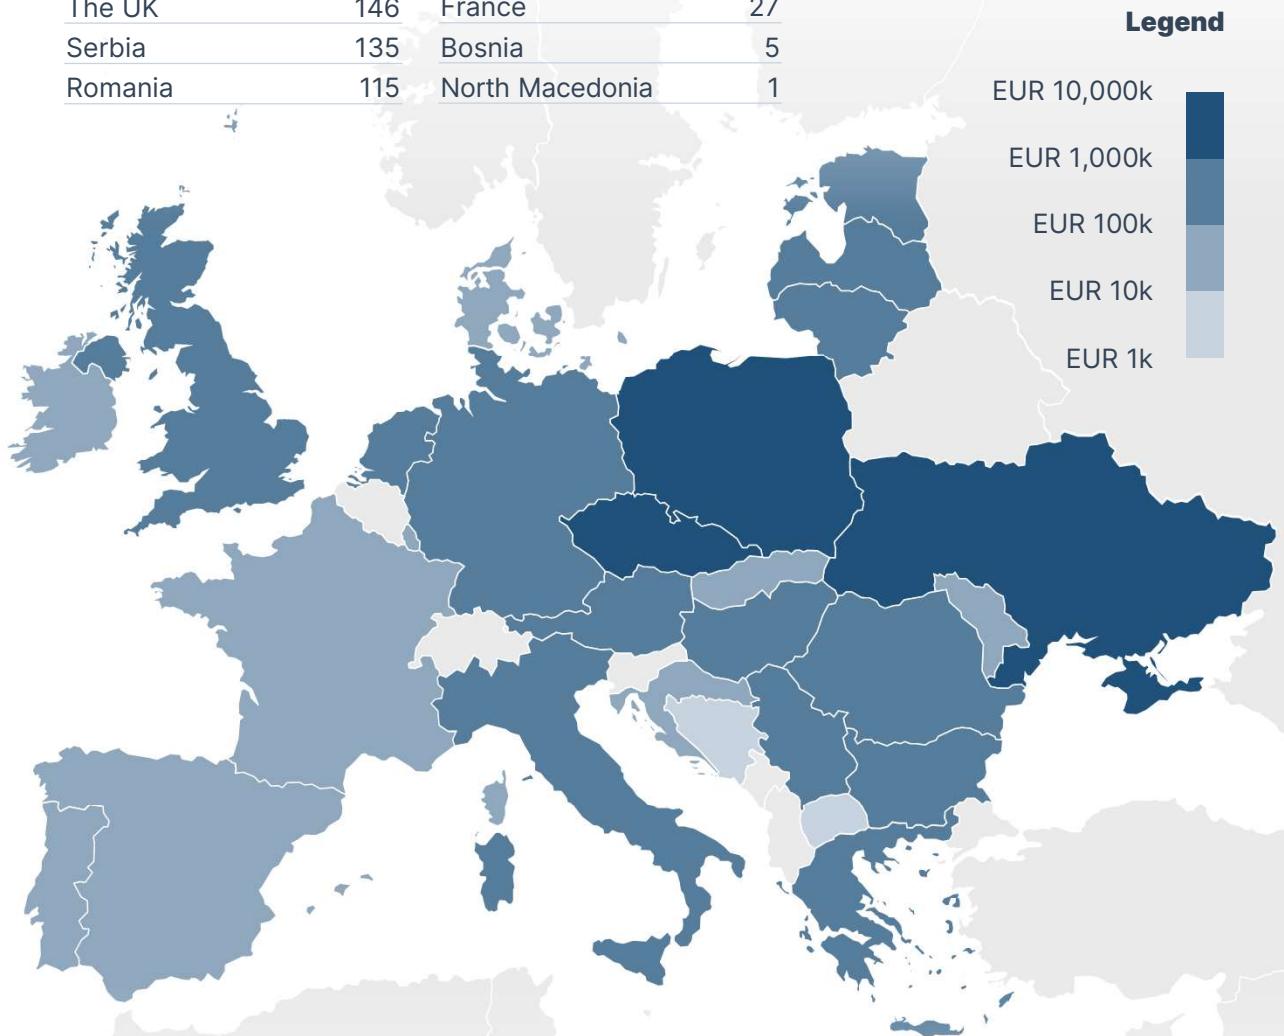 The UK 146
Serbia 135
Romania 115
France 27
Bosnia 5
North Macedonia 1
Legend
EUR 10,000k
EUR 1,000k
EUR 100k
EUR 10k
EUR 1k